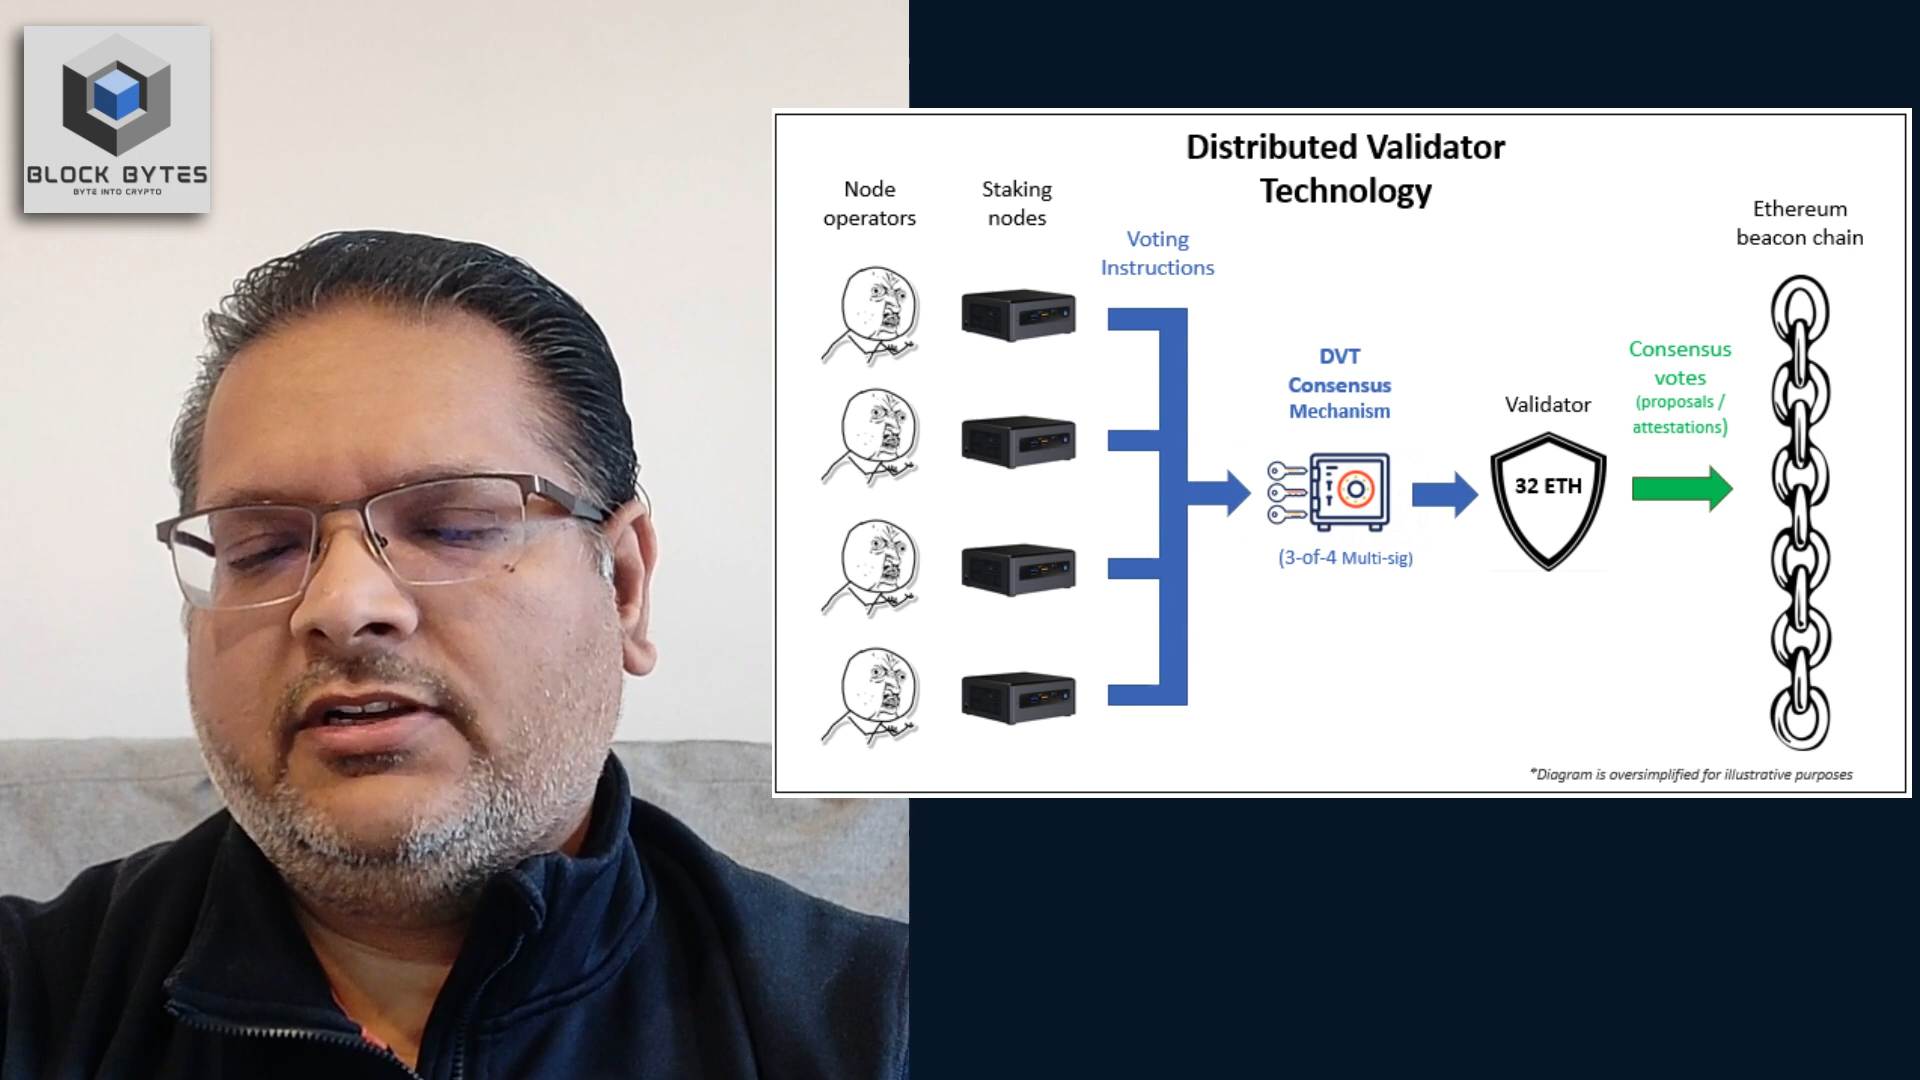 BLOCK BYTES
BYTE INTO CRYPTO
Distributed Validator
Technology
Node
operators
Staking
nodes
Voting
Instructions
DVT
Consensus
Mechanism
(3-of-4 Multi-sig)
Validator
32 ETH
Consensus
votes
(proposals /
attestations)
Ethereum
beacon chain
*Diagram is oversimplified for illustrative purposes